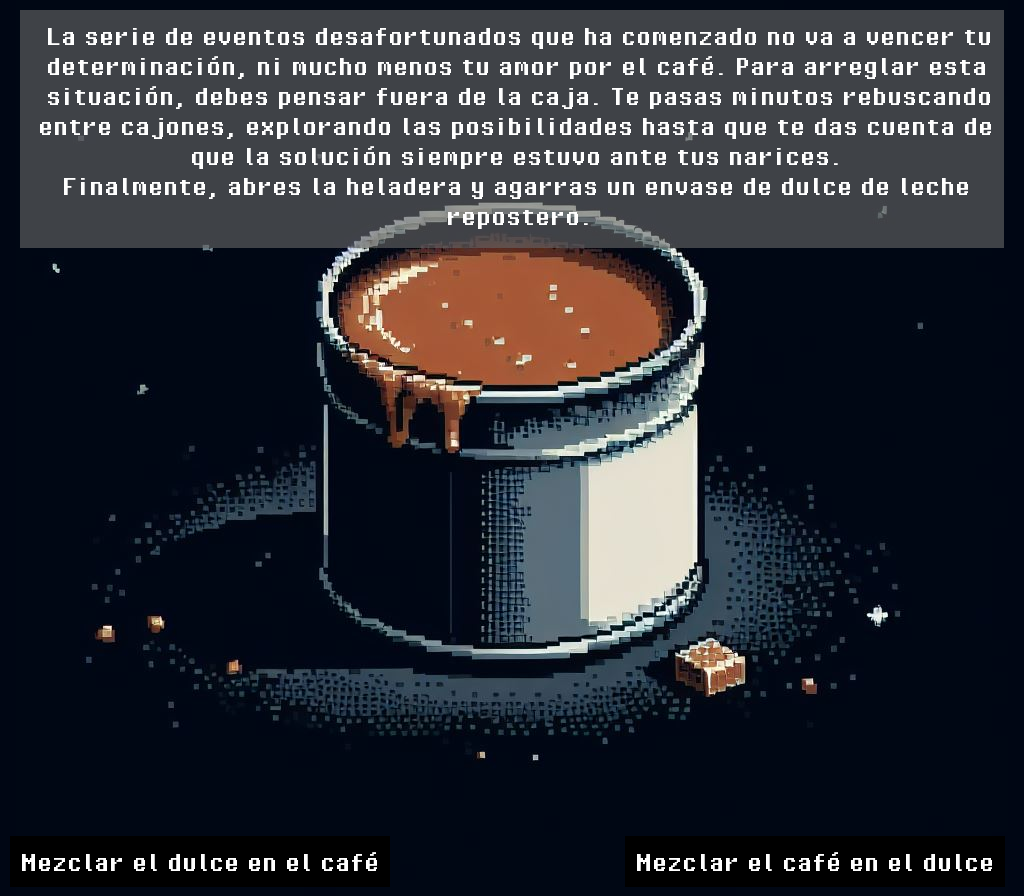 La serie de eventos desafortunados que ha comenzado no va a vencer tu
determinación, ni mucho menos tu amor por el café. Para arreglar esta
situación, debes pensar fuera de la caja. Te pasas minutos rebuscando
entre cajones, explorando las posibilidades hasta que te das cuenta de
que la solución siempre estuvo ante tus narices.
Finalmente, abres la heladera y agarras un envase de dulce de leche
repostero.
Mezclar el dulce en el café
Mezclar el café en el dulce